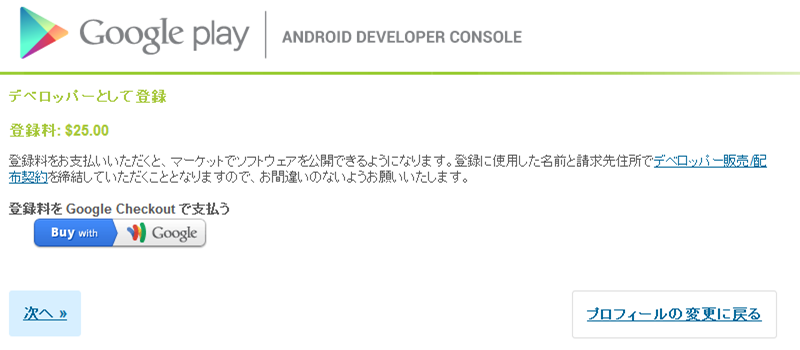 Google play ANDROID DEVELOPER CONSOLE
デベロッパーとして登録
登録料: $25.00
登録料をお支払いいただくと、マーケットでソフトウェアを公開できるようになります。登録に使用した名前と請求先住所でデベロッパー販売/配
布契約を締結していただくこととなりますので、お間違いのないようお願いいたします。
登録料を Google Checkout で支払う
Buy with Google
次へ »
プロフィールの変更に戻る